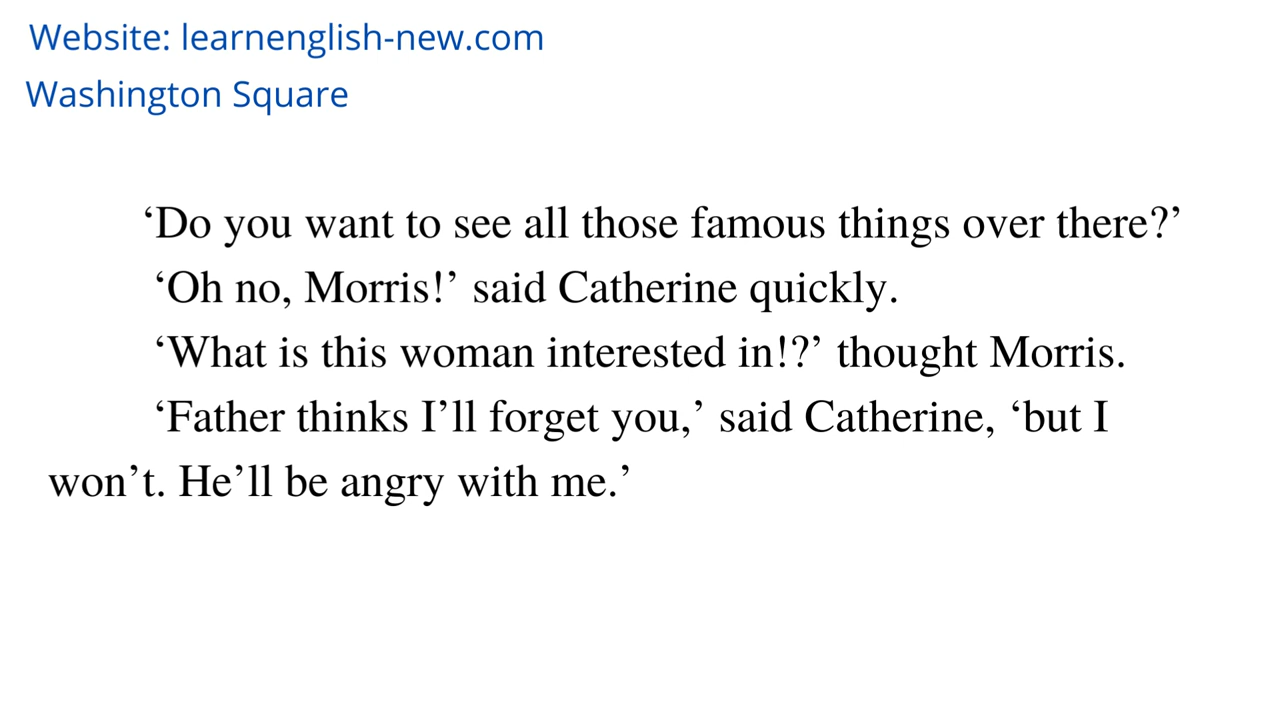 Website: learnenglish-new.com
Washington Square
‘Do you want to see all those famous things over there?’
‘Oh no, Morris!’ said Catherine quickly.
‘What is this woman interested in!?’ thought Morris.
‘Father thinks I’ll forget you,’ said Catherine, ‘but I
won’t. He’ll be angry with me.’